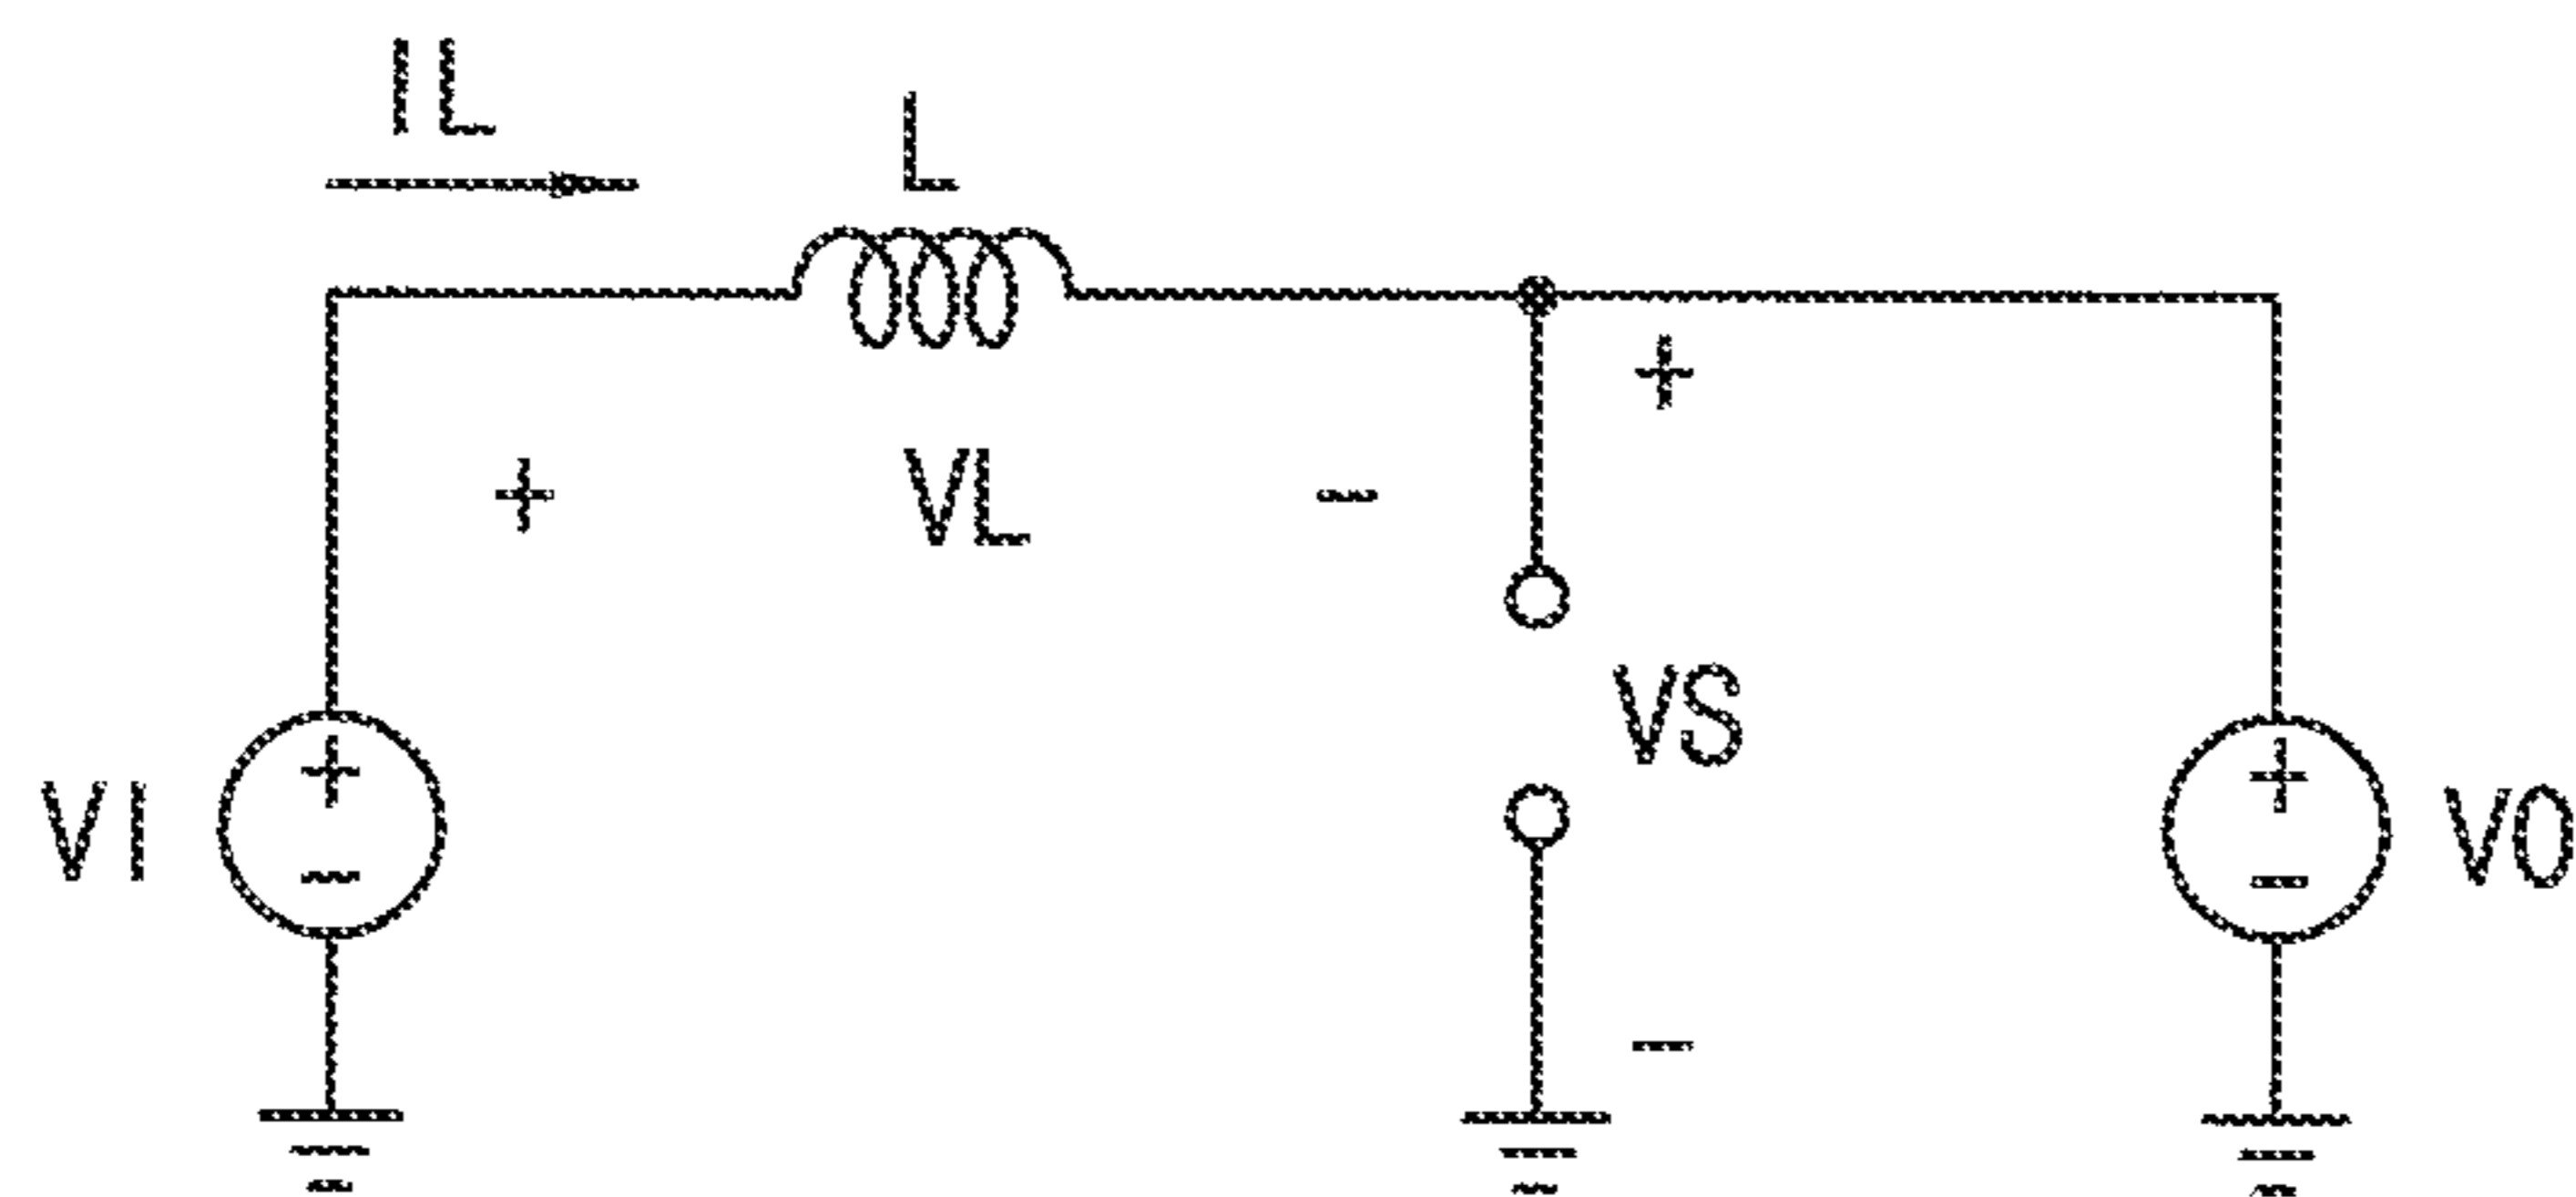 IL
L
+ VL -
+
VS
-
VI + -
+ - VO